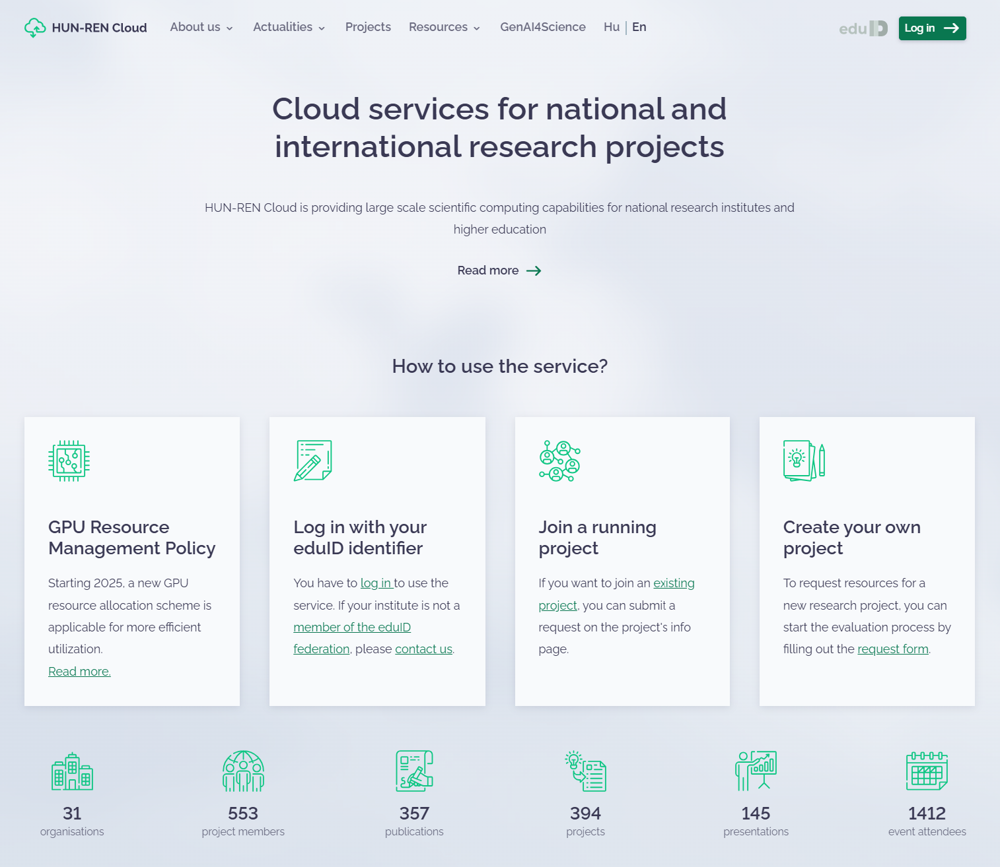 HUN-REN Cloud
About us
Actualities
Projects
Resources
GenAI4Science
Hu | En
eduID
Log in
Cloud services for national and
international research projects
HUN-REN Cloud is providing large scale scientific computing capabilities for national research institutes and
higher education
Read more
How to use the service?
GPU Resource
Management Policy
Starting 2025, a new GPU
resource allocation scheme is
applicable for more efficient
utilization.
Read more.
Log in with your
eduID identifier
You have to log in to use the
service. If your institute is not a
member of the eduID
federation, please contact us.
Join a running
project
If you want to join an existing
project, you can submit a
request on the project's info
page.
Create your own
project
To request resources for a
new research project, you can
start the evaluation process by
filling out the request form.
31
organisations
553
project members
357
publications
394
projects
145
presentations
1412
event attendees